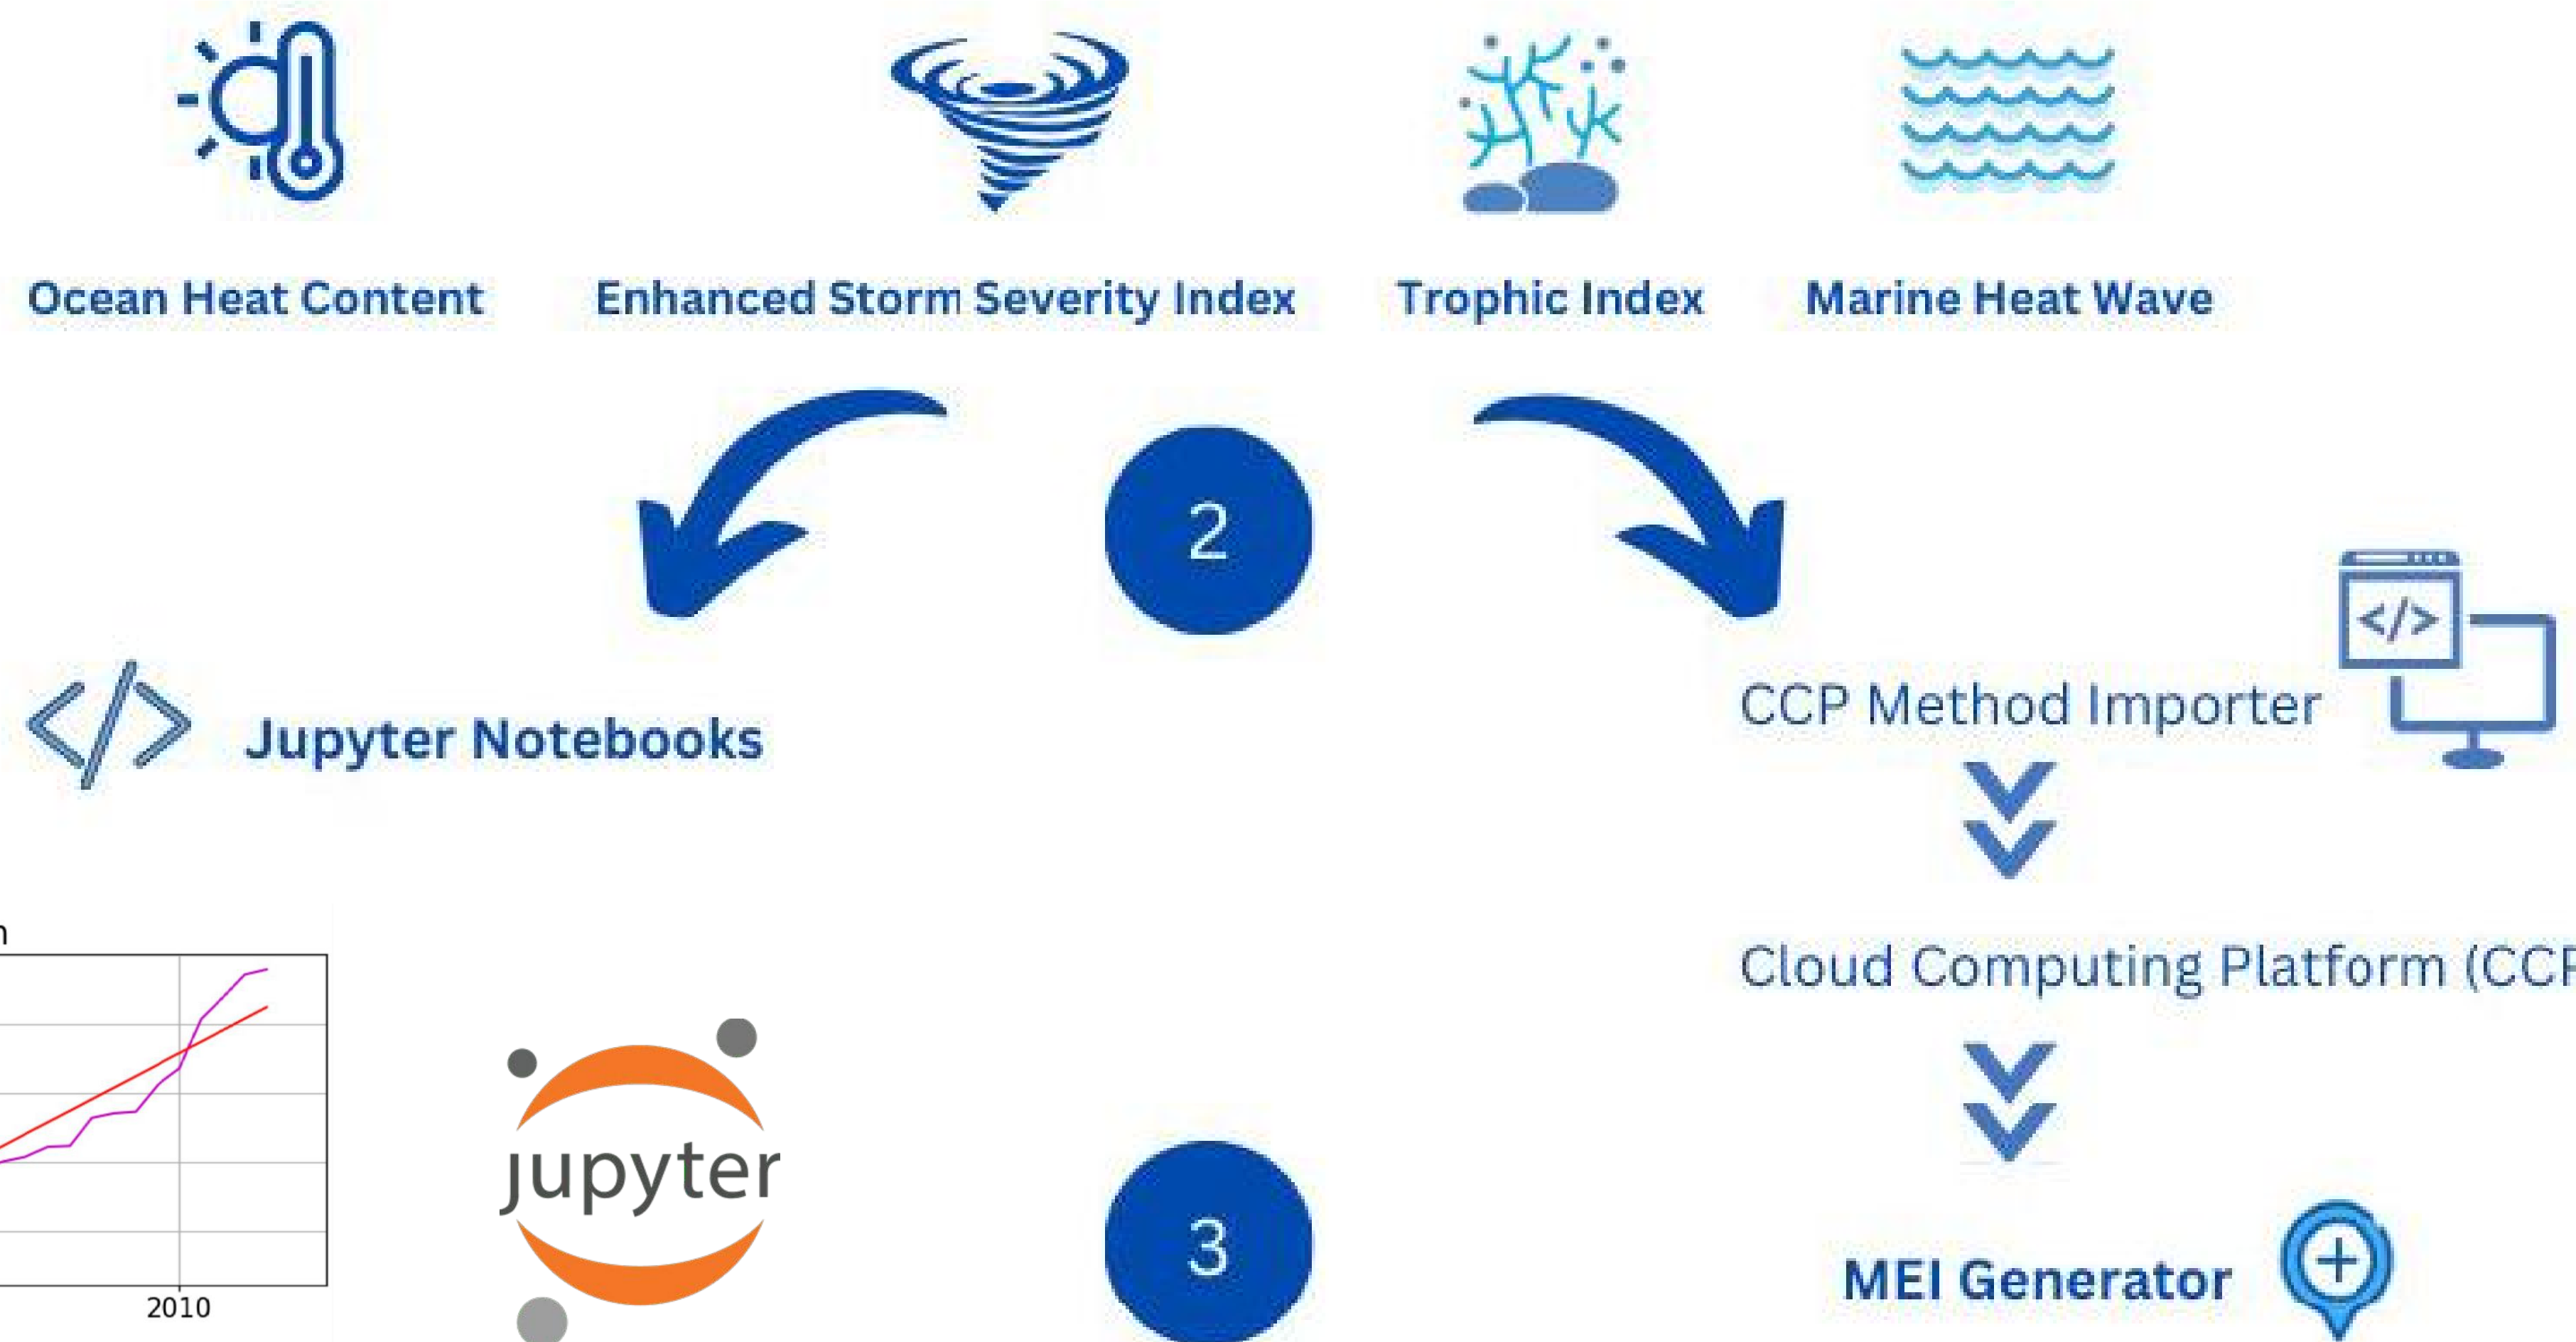 Ocean Heat Content
Enhanced Storm Severity Index
Trophic Index
Marine Heat Wave
2
</>
CCP Method Importer
</>
Jupyter Notebooks
Cloud Computing Platform (CCP
n
jupyter
2010
3
MEI Generator